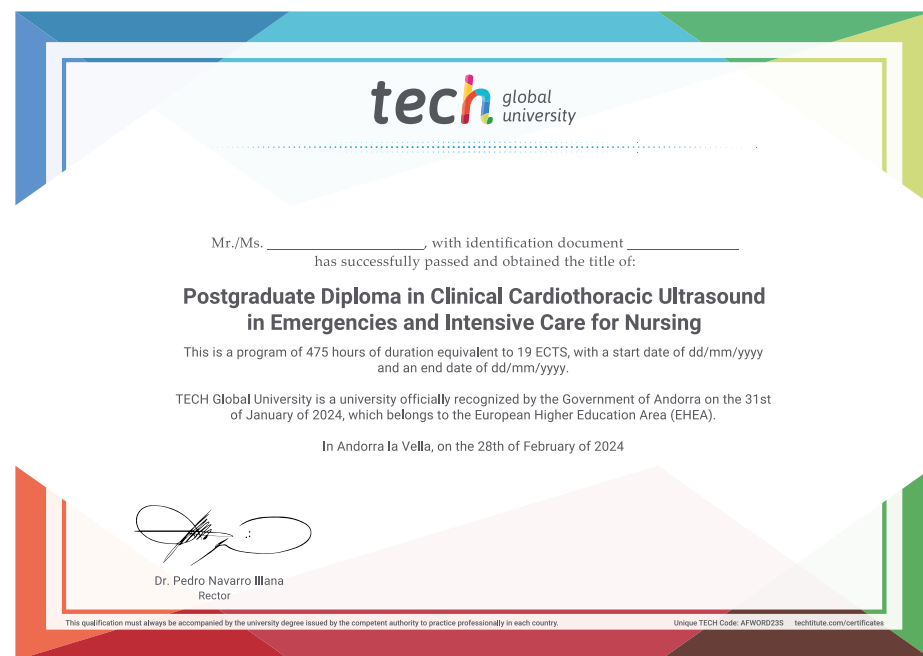 tech global university
Mr./Ms. ____________________, with identification document ______________
has successfully passed and obtained the title of:
Postgraduate Diploma in Clinical Cardiothoracic Ultrasound
in Emergencies and Intensive Care for Nursing
This is a program of 475 hours of duration equivalent to 19 ECTS, with a start date of dd/mm/yyyy
and an end date of dd/mm/yyyy.
TECH Global University is a university officially recognized by the Government of Andorra on the 31st
of January of 2024, which belongs to the European Higher Education Area (EHEA).
In Andorra la Vella, on the 28th of February of 2024
Dr. Pedro Navarro Illana
Rector
This qualification must always be accompanied by the university degree issued by the competent authority to practice professionally in each country.
Unique TECH Code: AFWORD23S techtitute.com/certificates